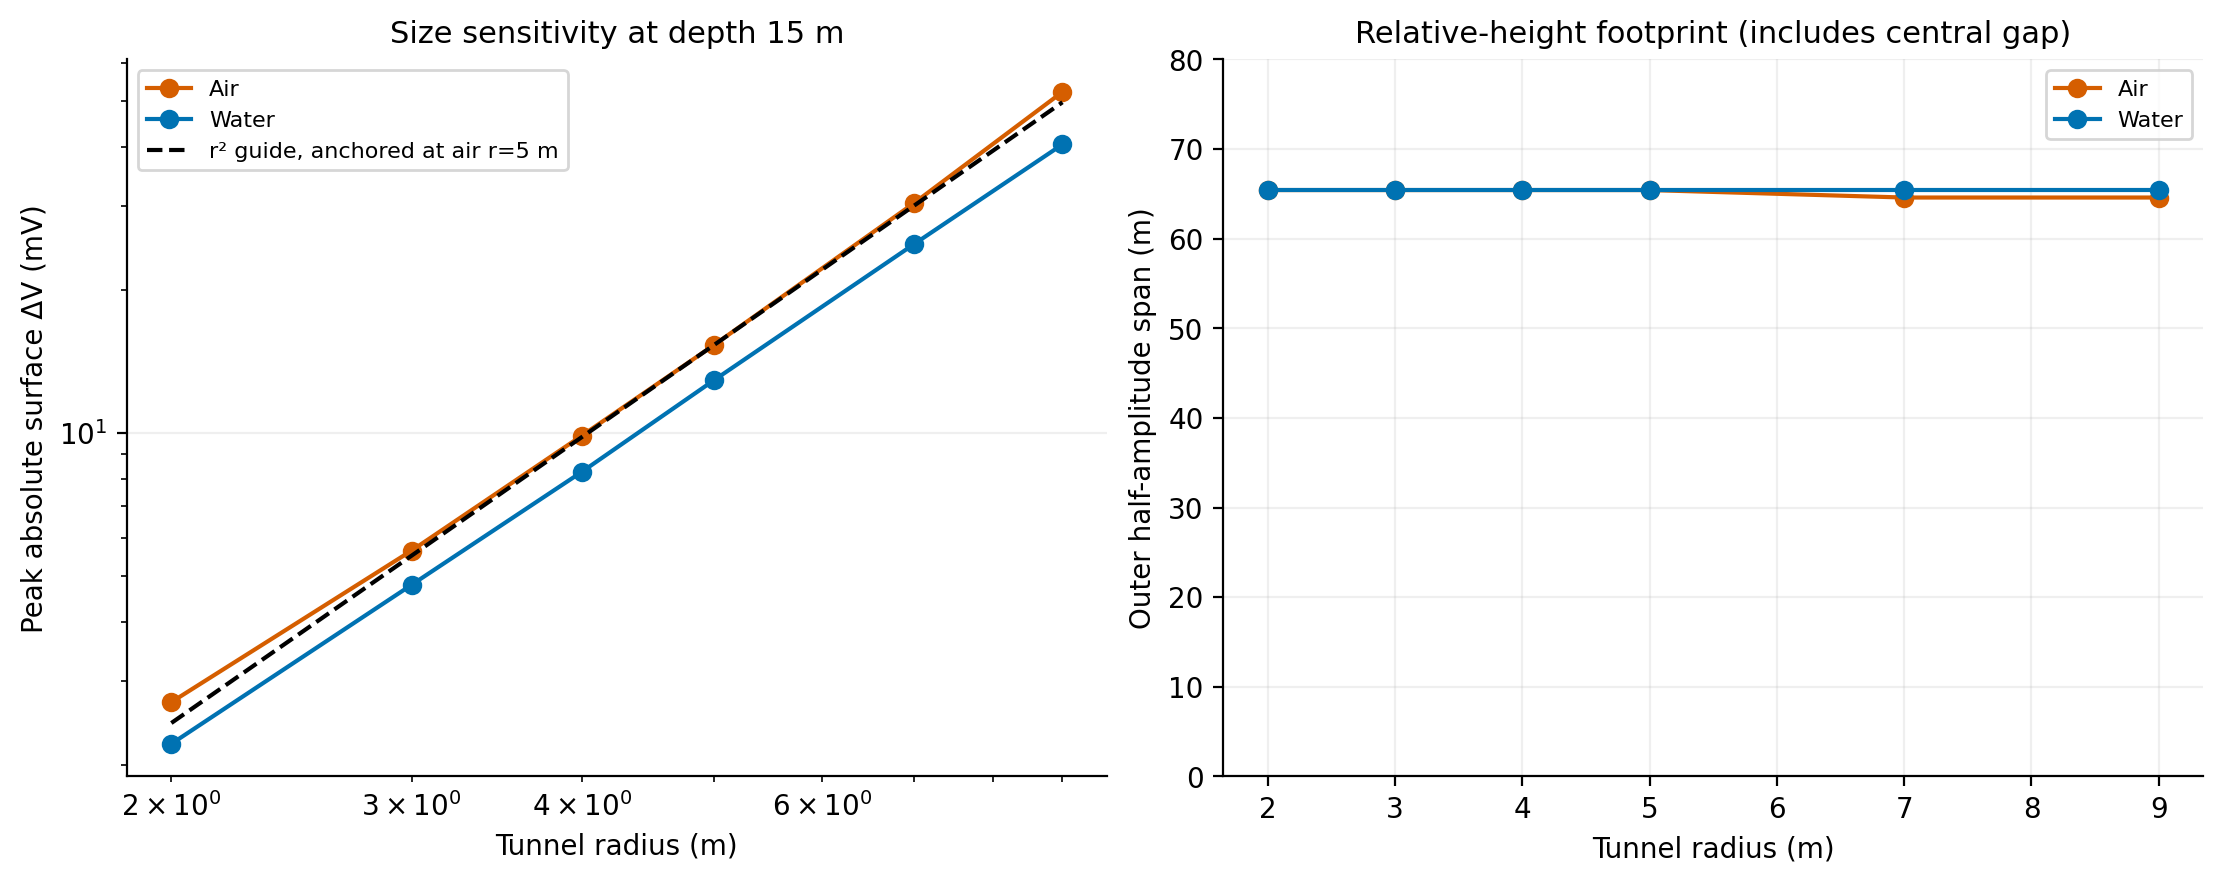 Size sensitivity at depth 15 m
Air
Water
r² guide, anchored at air r=5 m
Peak absolute surface ΔV (mV)
10¹
2 × 10⁰
3 × 10⁰
4 × 10⁰
6 × 10⁰
Tunnel radius (m)
Relative-height footprint (includes central gap)
Air
Water
Outer half-amplitude span (m)
80
70
60
50
40
30
20
10
0
2
3
4
5
6
7
8
9
Tunnel radius (m)